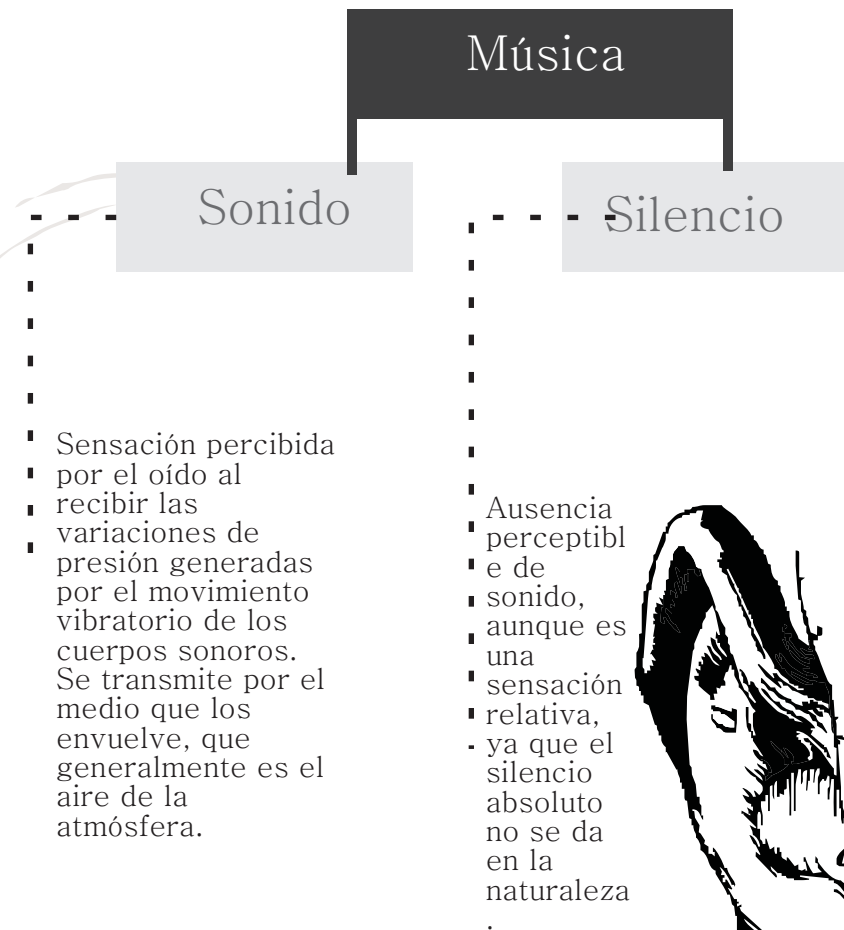 Música
Sonido
Silencio
Sensación percibida
por el oído al
recibir las
variaciones de
presión generadas
por el movimiento
vibratorio de los
cuerpos sonoros.
Se transmite por el
medio que los
envuelve, que
generalmente es el
aire de la
atmósfera.
Ausencia
perceptibl
e de
sonido,
aunque es
una
sensación
relativa,
ya que el
silencio
absoluto
no se da
en la
naturaleza
.